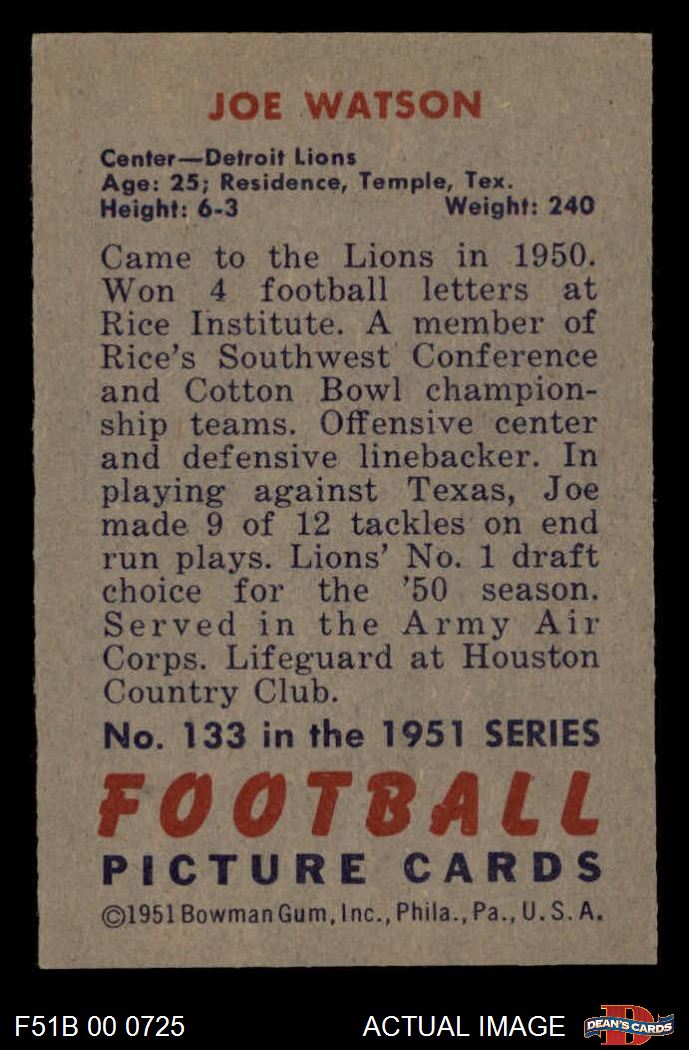 JOE WATSON
Center—Detroit Lions
Age: 25; Residence, Temple, Tex.
Height: 6-3 Weight: 240
Came to the Lions in 1950.
Won 4 football letters at
Rice Institute. A member of
Rice's Southwest Conference
and Cotton Bowl champion-
ship teams. Offensive center
and defensive linebacker. In
playing against Texas, Joe
made 9 of 12 tackles on end
run plays. Lions' No. 1 draft
choice for the '50 season.
Served in the Army Air
Corps. Lifeguard at Houston
Country Club.
No. 133 in the 1951 SERIES
FOOTBALL
PICTURE CARDS
©1951 Bowman Gum, Inc., Phila., Pa., U.S.A.
F51B 00 0725 ACTUAL IMAGE D DEAN'S CARDS